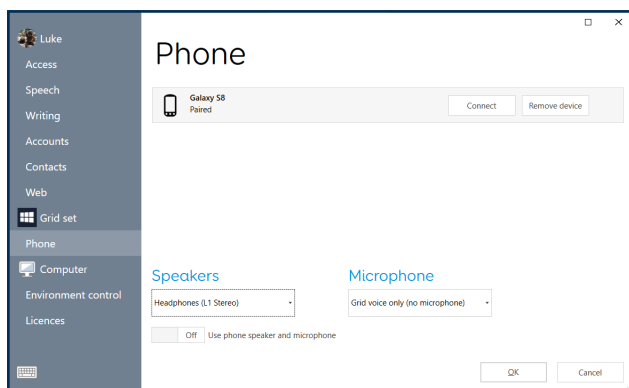 Luke
Access
Speech
Writing
Accounts
Contacts
Web
Grid set
Phone
Computer
Environment control
Licences
Phone
Galaxy S8
Paired
Connect
Remove device
Speakers
Microphone
Headphones (L1 Stereo)
Grid voice only (no microphone)
Off
Use phone speaker and microphone
OK
Cancel